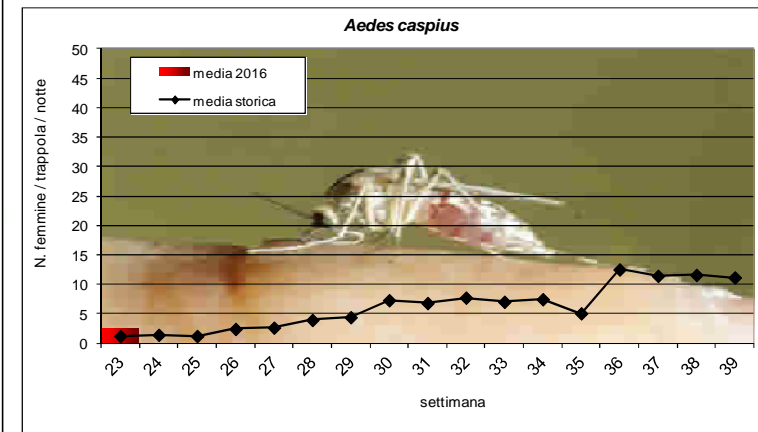 Aedes caspius
N. femmine / trappola / notte
50
45
40
35
30
25
20
15
10
5
0
media 2016
media storica
23 24 25 26 27 28 29 30 31 32 33 34 35 36 37 38 39
settimana